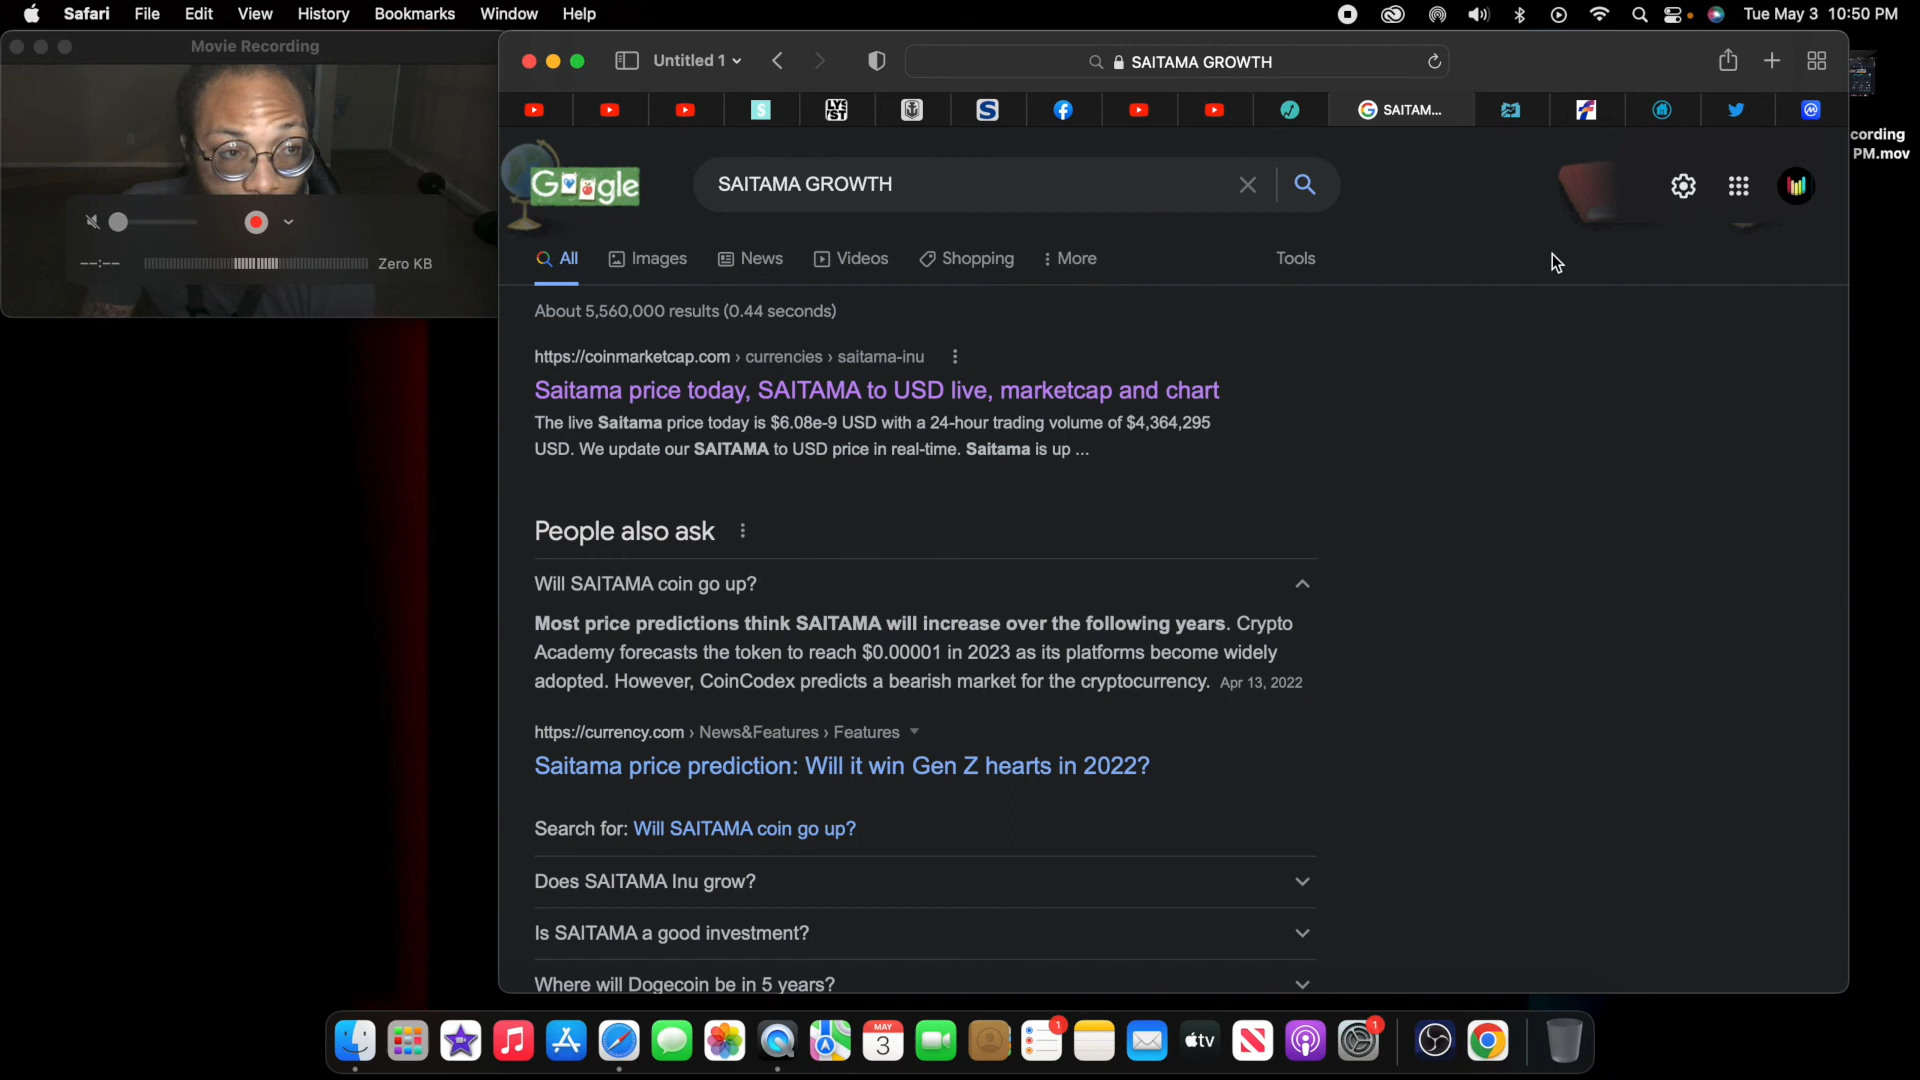 Safari File Edit View History Bookmarks Window Help Tue May 3 10:50 PM
Movie Recording
--:-- Zero KB
Untitled 1
SAITAMA GROWTH
S LYST S SAITAM...
cording
PM.mov
Google
SAITAMA GROWTH
All Images News Videos Shopping More Tools
About 5,560,000 results (0.44 seconds)
https://coinmarketcap.com › currencies › saitama-inu
Saitama price today, SAITAMA to USD live, marketcap and chart
The live Saitama price today is $6.08e-9 USD with a 24-hour trading volume of $4,364,295
USD. We update our SAITAMA to USD price in real-time. Saitama is up ...
People also ask
Will SAITAMA coin go up?
Most price predictions think SAITAMA will increase over the following years. Crypto
Academy forecasts the token to reach $0.00001 in 2023 as its platforms become widely
adopted. However, CoinCodex predicts a bearish market for the cryptocurrency. Apr 13, 2022
https://currency.com › News&Features › Features
Saitama price prediction: Will it win Gen Z hearts in 2022?
Search for: Will SAITAMA coin go up?
Does SAITAMA Inu grow?
Is SAITAMA a good investment?
Where will Dogecoin be in 5 years?
MAY
3
1
tv
1